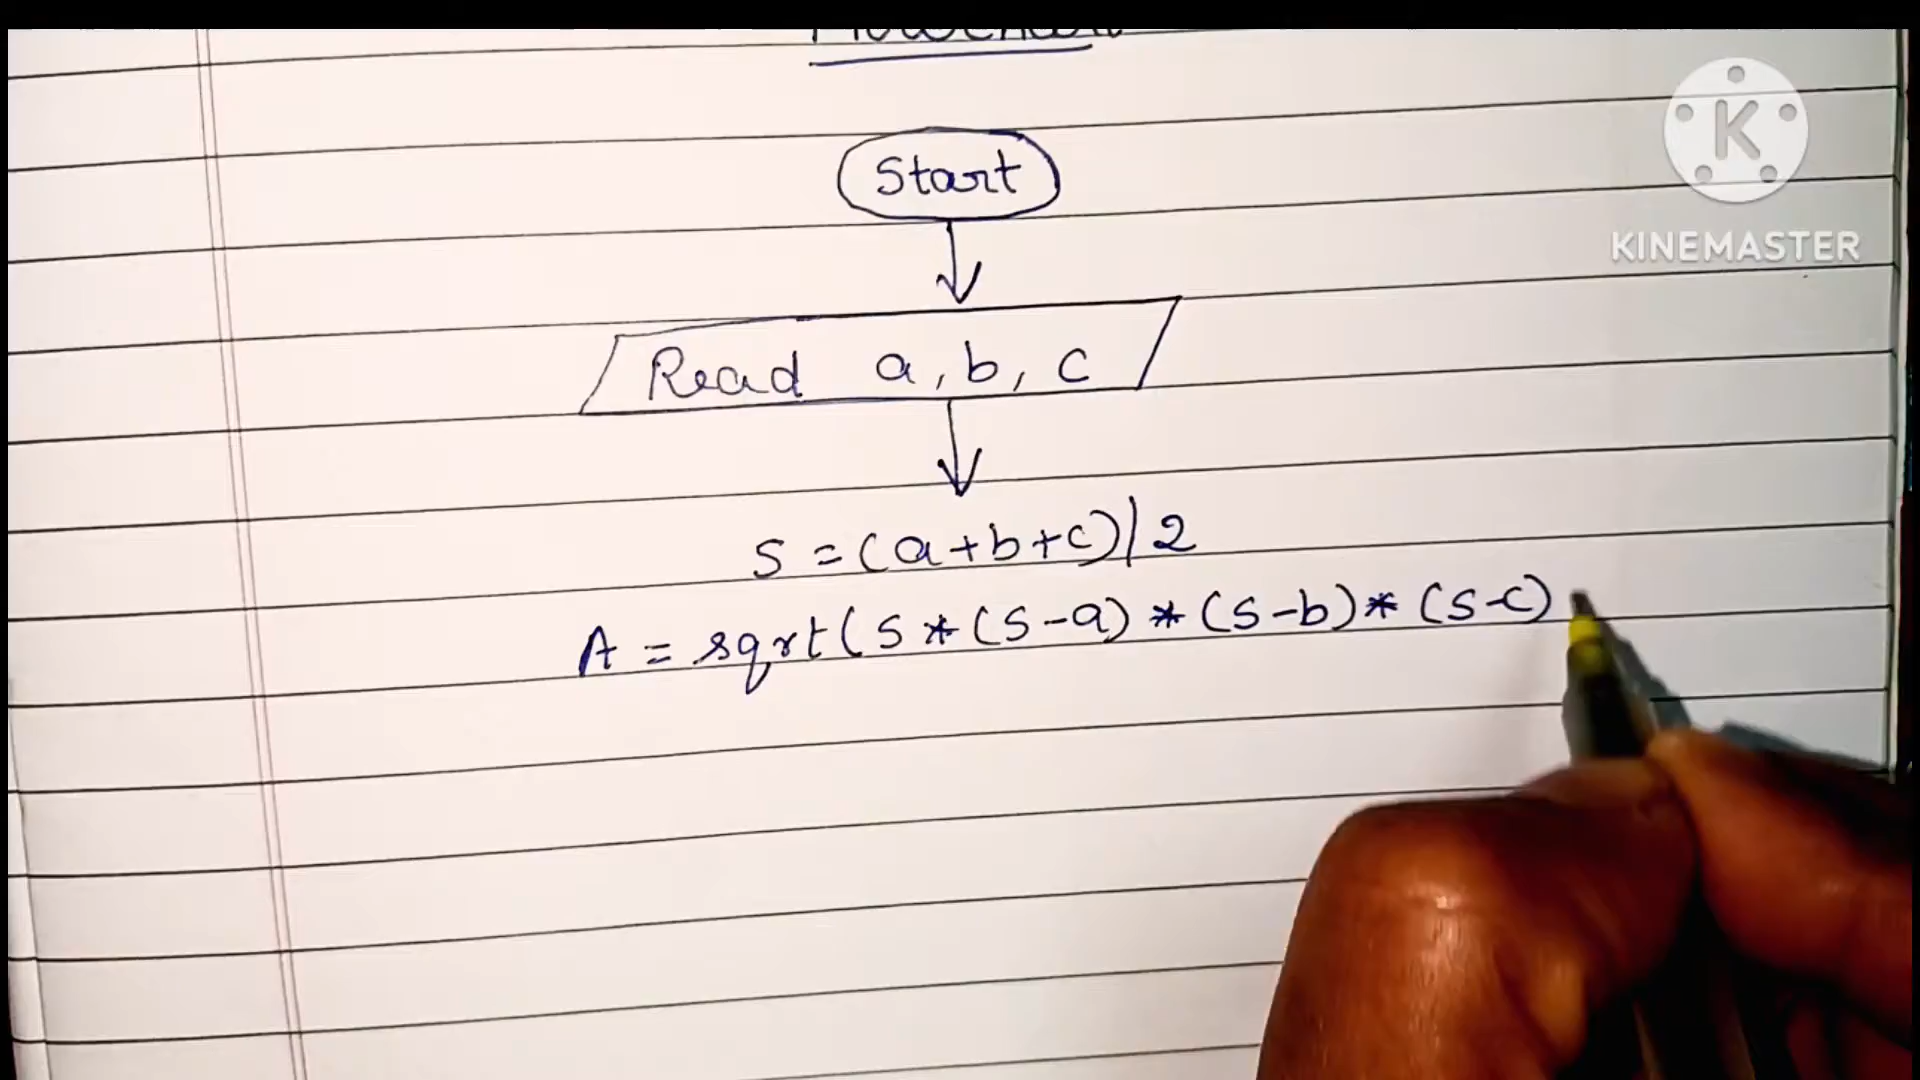 Start
Read a, b, c
S = (a+b+c)/2
A = sqrt(S*(S-a)*(S-b)*(S-c)
K
KINEMASTER